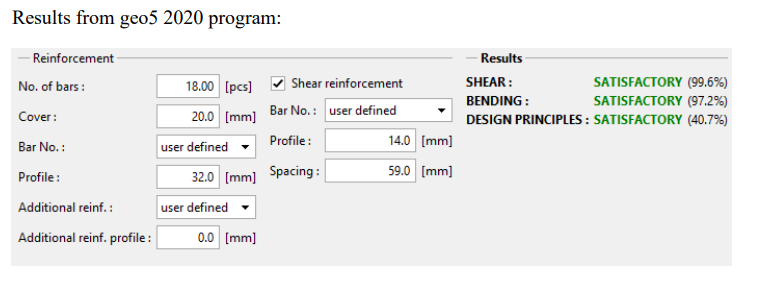 Results from geo5 2020 program:
Reinforcement
No. of bars : 18.00 [pcs]
Cover : 20.0 [mm]
Bar No. : user defined
Profile : 32.0 [mm]
Additional reinf. : user defined
Additional reinf. profile : 0.0 [mm]
Shear reinforcement
Bar No. : user defined
Profile : 14.0 [mm]
Spacing : 59.0 [mm]
Results
SHEAR : SATISFACTORY (99.6%)
BENDING : SATISFACTORY (97.2%)
DESIGN PRINCIPLES : SATISFACTORY (40.7%)